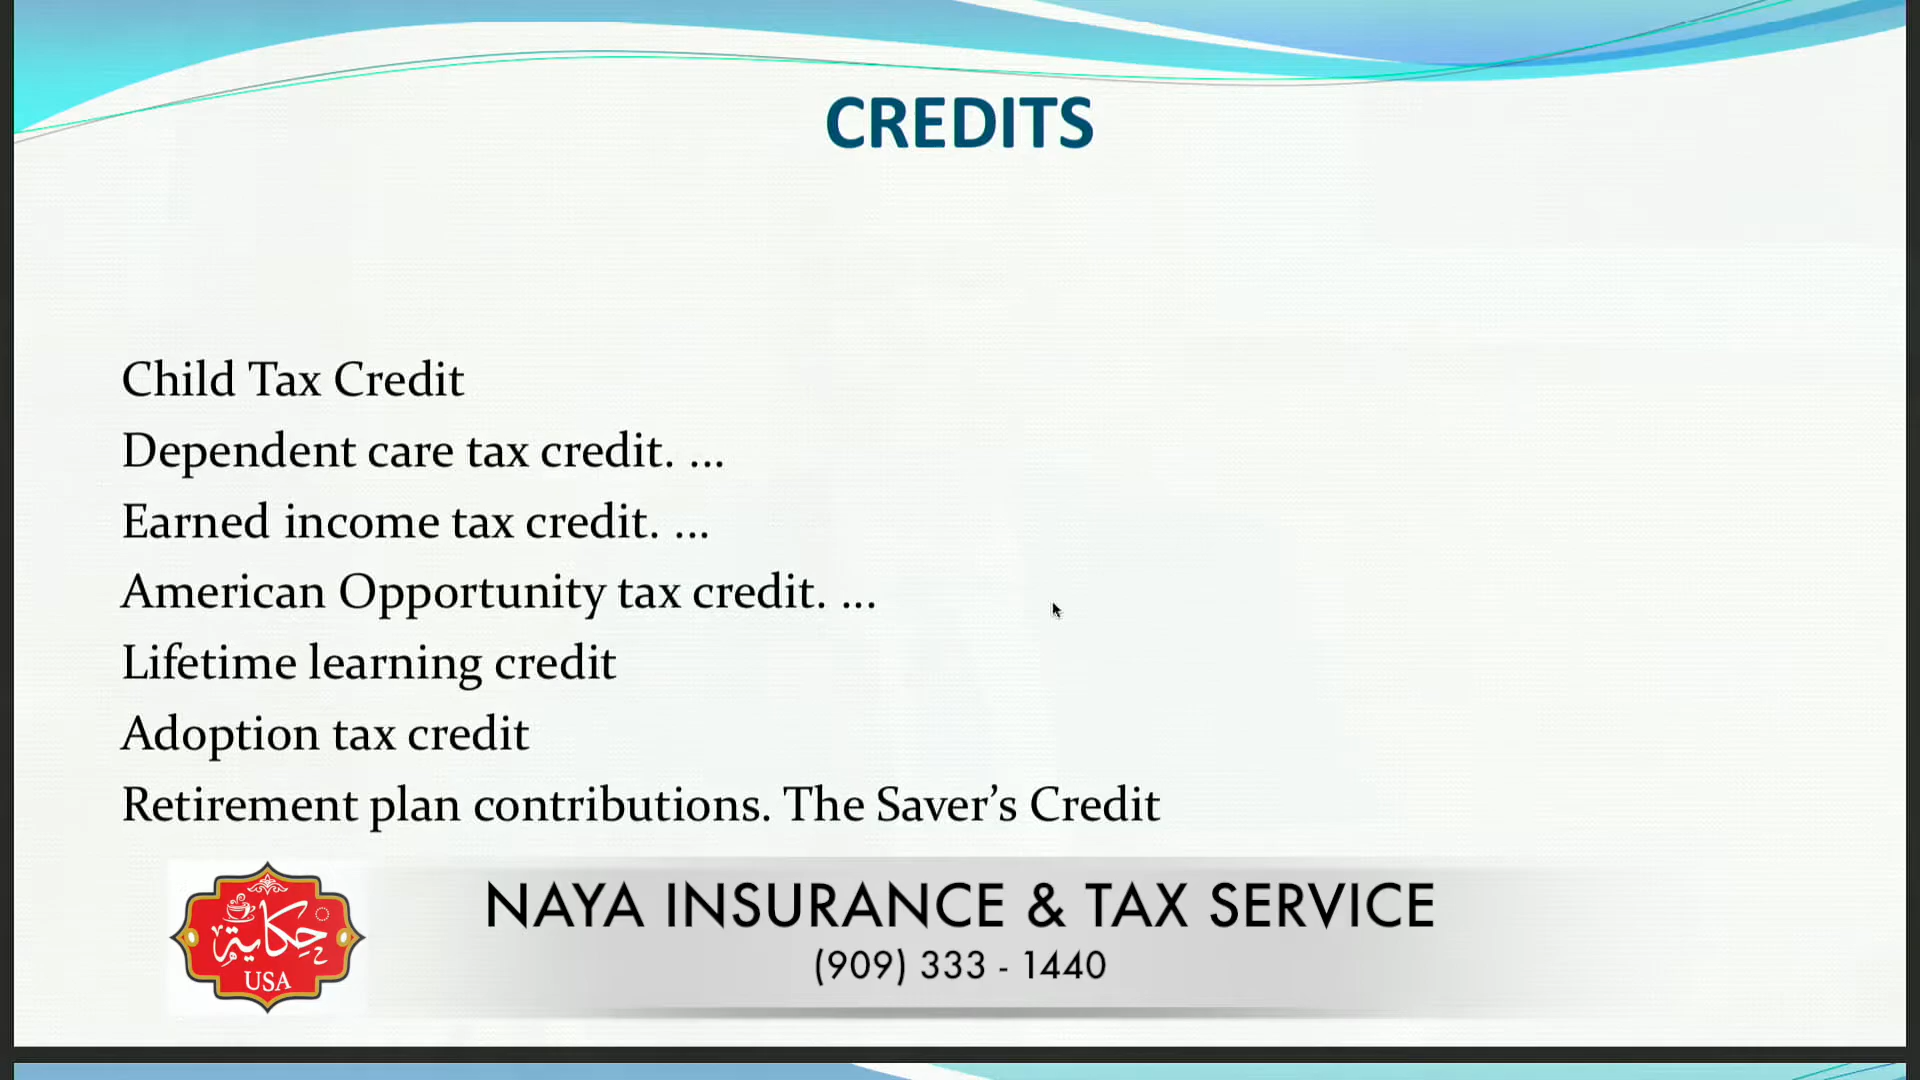 CREDITS
Child Tax Credit
Dependent care tax credit. ...
Earned income tax credit. ...
American Opportunity tax credit. ...
Lifetime learning credit
Adoption tax credit
Retirement plan contributions. The Saver’s Credit
NAYA INSURANCE & TAX SERVICE
(909) 333 - 1440
حكاية
USA